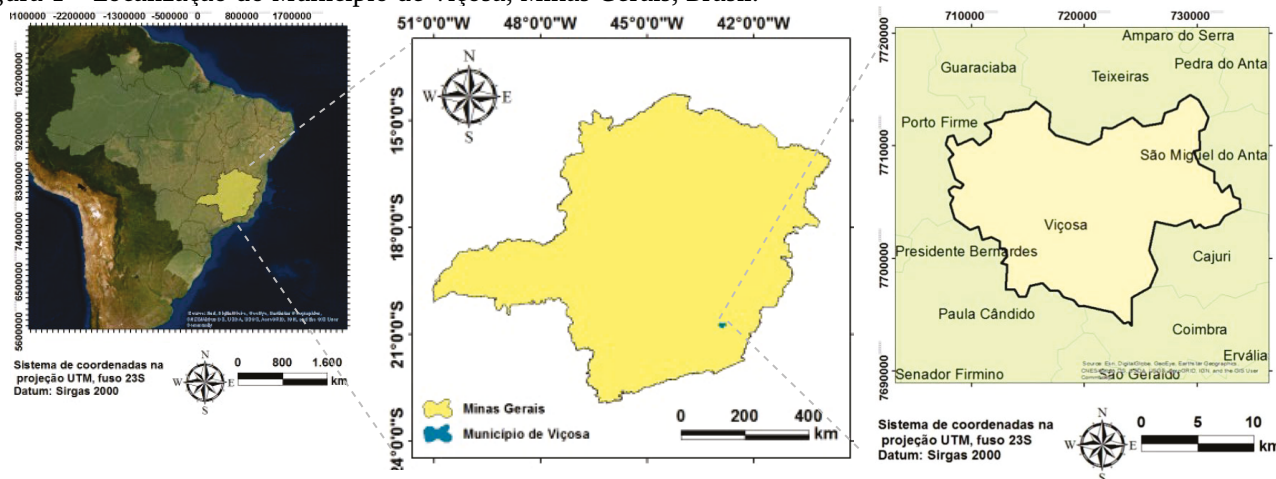 Figura 1 – Localização do Município de Viçosa, Minas Gerais, Brasil.
-2200000 -1300000 -500000 0 800000 1700000
10200000
9200000
8300000
7400000
6500000
5600000
Sistema de coordenadas na
projeção UTM, fuso 23S
Datum: Sirgas 2000
N
W E
S
0 800 1.600
km
51°0'0"W 48°0'0"W 45°0'0"W 42°0'0"W
15°0'0"S
18°0'0"S
21°0'0"S
24°0'0"S
N
W E
S
Minas Gerais
Município de Viçosa
0 200 400
km
7100000 7200000 7300000
7720000
7710000
7700000
7690000
Amparo do Serra
Pedra do Anta
Guaraciaba
Teixeiras
Porto Firme
São Miguel do Anta
Viçosa
Presidente Bernardes
Cajuri
Paula Cândido
Coimbra
Ervália
Senador Firmino
São Geraldo
Sistema de coordenadas na
projeção UTM, fuso 23S
Datum: Sirgas 2000
N
W E
S
0 5 10
km